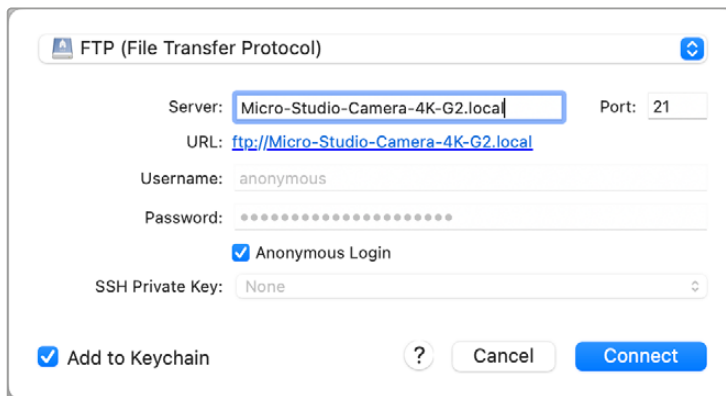 FTP (File Transfer Protocol)
Server: Micro-Studio-Camera-4K-G2.local Port: 21
URL: ftp://Micro-Studio-Camera-4K-G2.local
Username: anonymous
Password: ●●●●●●●●●●●●●●●●●●●●●
Anonymous Login
SSH Private Key: None
Add to Keychain ? Cancel Connect